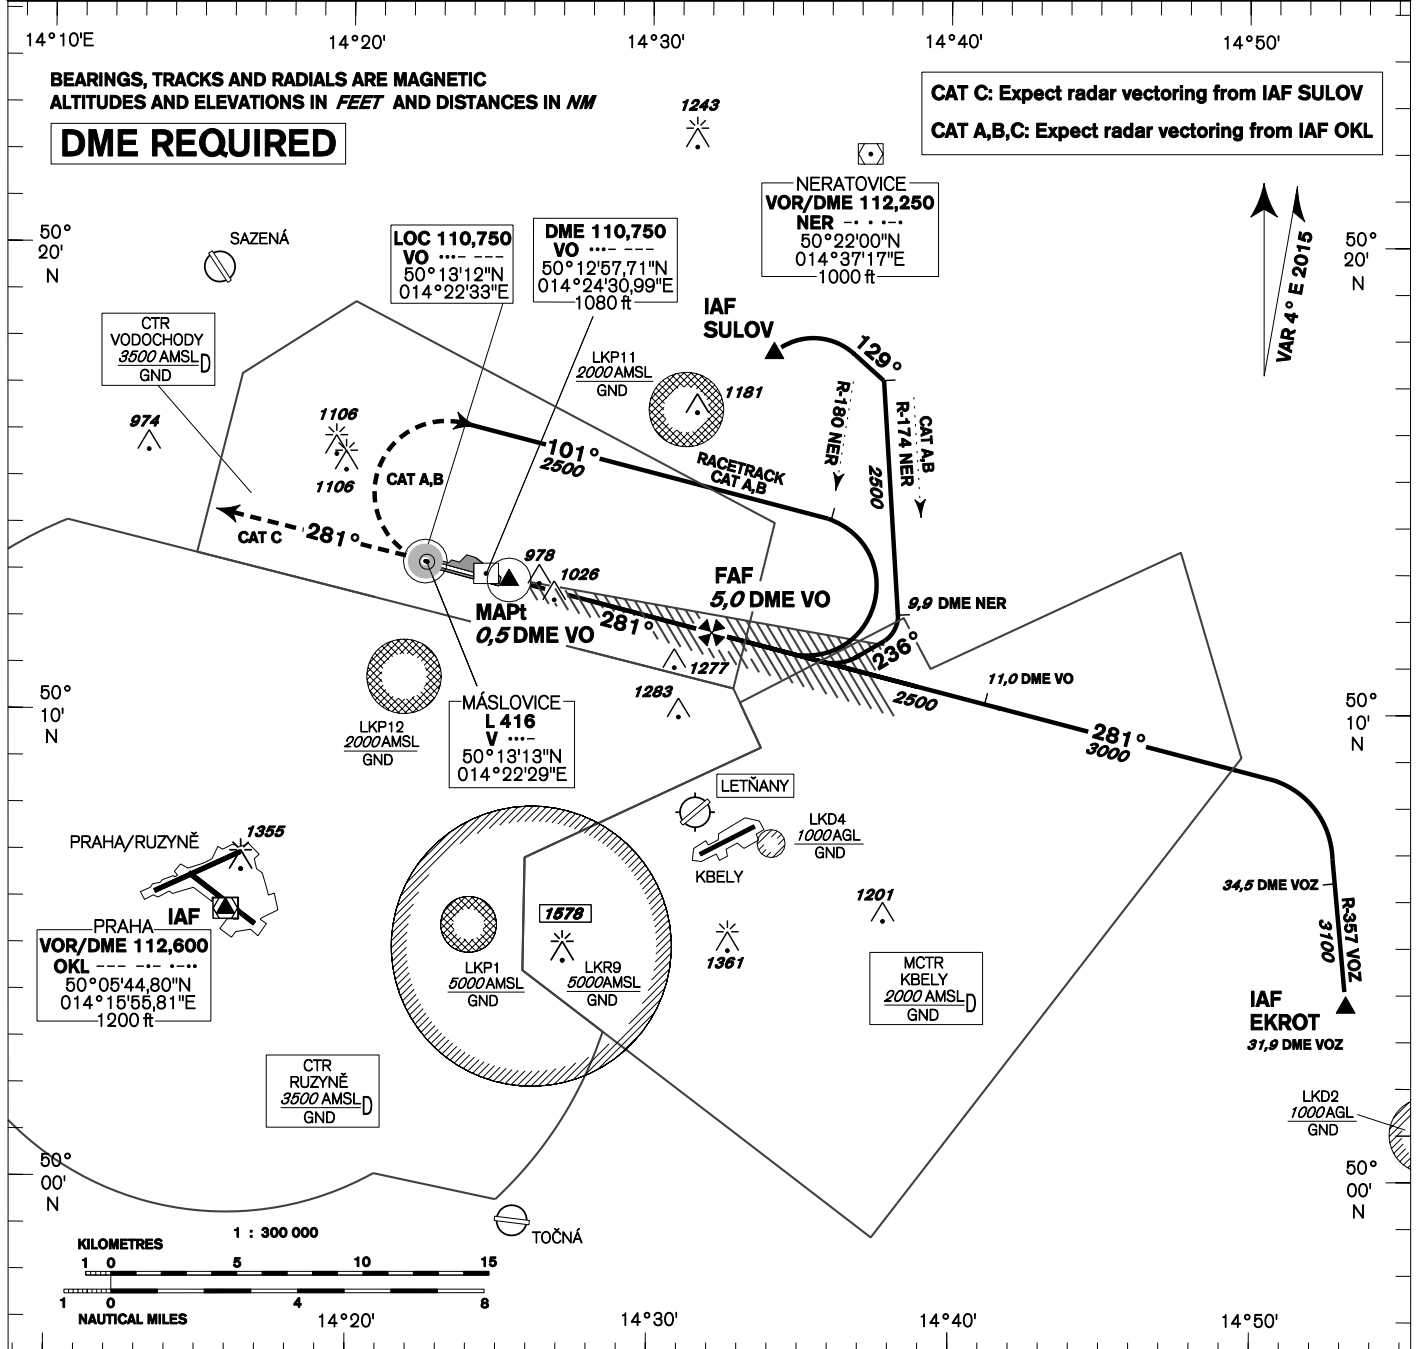 14°10'E
14°20'
14°30'
14°40'
14°50'
BEARINGS, TRACKS AND RADIALS ARE MAGNETIC
ALTITUDES AND ELEVATIONS IN FEET AND DISTANCES IN NM
DME REQUIRED
CAT C: Expect radar vectoring from IAF SULOV
CAT A,B,C: Expect radar vectoring from IAF OKL
1243
NERATOVICE
VOR/DME 112,250
NER -· · ·-·
50°22'00"N
014°37'17"E
1000 ft
VAR 4° E 2015
50°
20'
N
50°
20'
N
SAZENÁ
LOC 110,750
VO ···- ---
50°13'12"N
014°22'33"E
DME 110,750
VO ···- ---
50°12'57,71"N
014°24'30,99"E
1080 ft
IAF
SULOV
CTR
VODOCHODY
3500 AMSL D
GND
LKP11
2000 AMSL
GND
1181
129°
R-180 NER
R-174 NER
CAT A,B
2500
974
1106
1106
101°
2500
RACETRACK
CAT A,B
CAT A,B
CAT C
281°
978
1026
FAF
5,0 DME VO
MAPt
0,5 DME VO
281°
9,9 DME NER
236°
1277
1283
2500
11,0 DME VO
281°
3000
50°
10'
N
50°
10'
N
LKP12
2000 AMSL
GND
MÁSLOVICE
L 416
V ···-
50°13'13"N
014°22'29"E
LETŇANY
LKD4
1000 AGL
GND
KBELY
PRAHA/RUZYNĚ
1355
IAF
PRAHA
VOR/DME 112,600
OKL --- -·- ·-··
50°05'44,80"N
014°15'55,81"E
1200 ft
1578
LKP1
5000 AMSL
GND
LKR9
5000 AMSL
GND
1361
1201
MCTR
KBELY
2000 AMSL D
GND
34,5 DME VOZ
R-357 VOZ
3100
IAF
EKROT
31,9 DME VOZ
CTR
RUZYNĚ
3500 AMSL D
GND
LKD2
1000 AGL
GND
50°
00'
N
50°
00'
N
TOČNÁ
1 : 300 000
KILOMETRES
1 0 5 10 15
1 0 4 8
NAUTICAL MILES
14°20'
14°30'
14°40'
14°50'